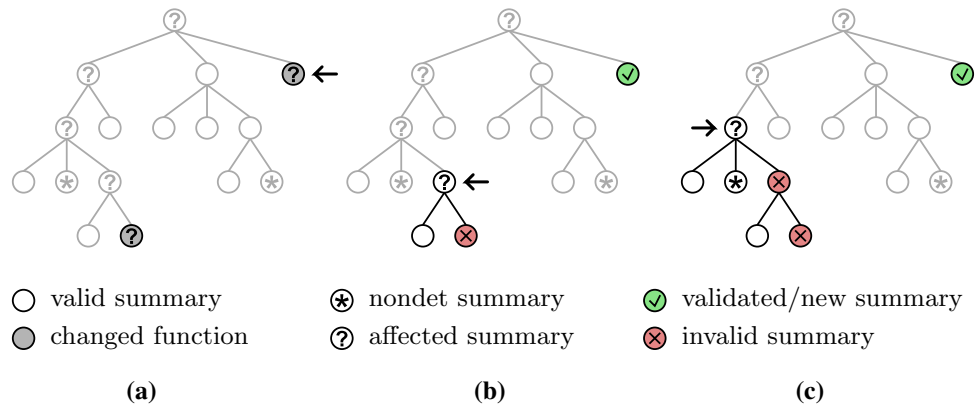 ?
? ?
?
* ? *
?
?
? ✓
?
* ? *
×
?
? ✓
?
* × *
×
valid summary * nondet summary ✓ validated/new summary
changed function ? affected summary × invalid summary
(a) (b) (c)